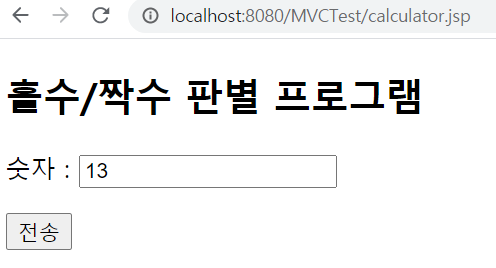 localhost:8080/MVCTest/calculator.jsp
홀수/짝수 판별 프로그램
숫자 : 13
전송